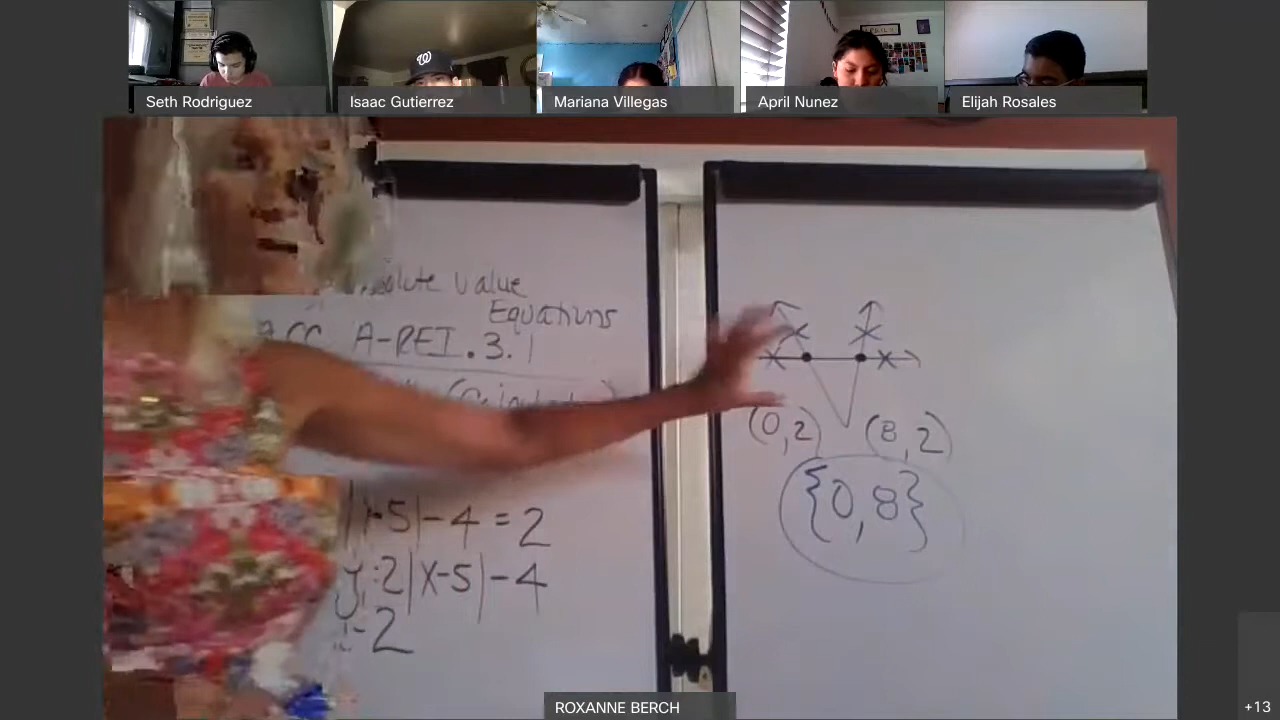 Seth Rodriguez
Isaac Gutierrez
Mariana Villegas
April Nunez
Elijah Rosales
Value
Equations
A-REI.3.1
-5|-4=2
2|x-5|-4
2
(0,2) (8,2)
{0,8}
ROXANNE BERCH
+13